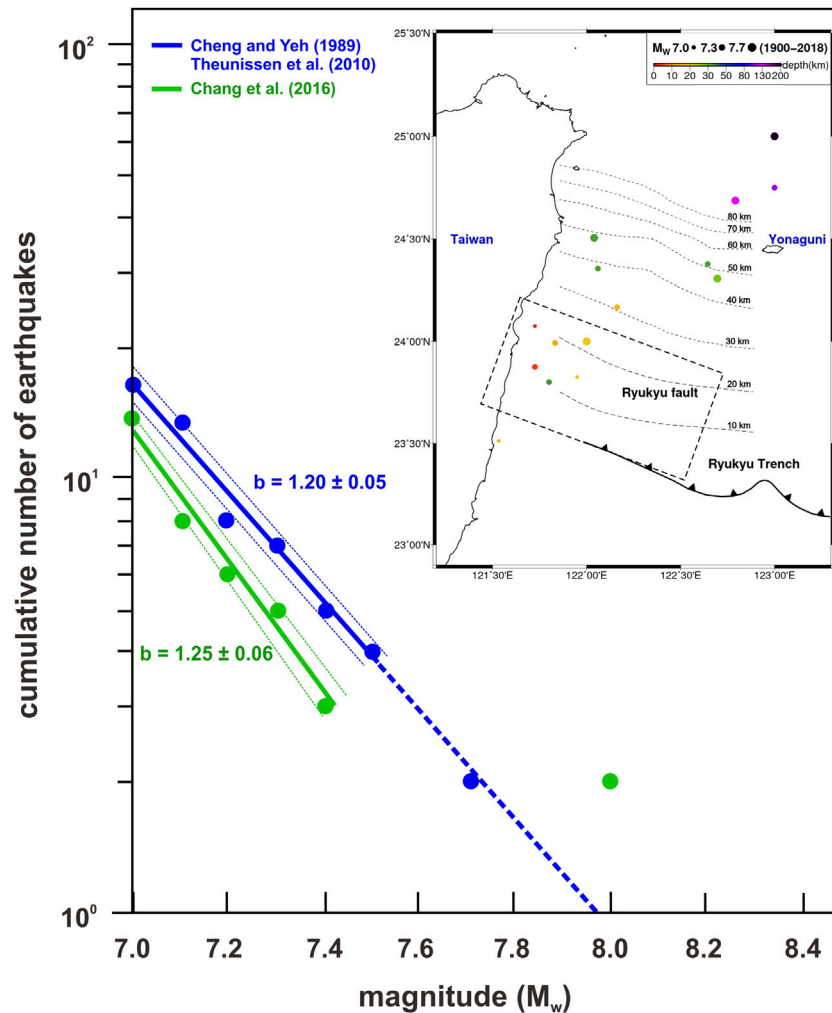 10²
Cheng and Yeh (1989)
Theunissen et al. (2010)
Chang et al. (2016)
25˚30'N
25˚00'N
24˚30'N
24˚00'N
23˚30'N
23˚00'N
Mw 7.0 7.3 7.7 (1900−2018)
depth(km)
0 10 20 30 50 80 130 200
Taiwan
Yonaguni
80 km
70 km
60 km
50 km
40 km
30 km
20 km
10 km
Ryukyu fault
Ryukyu Trench
121˚30'E 122˚00'E 122˚30'E 123˚00'E
cumulative number of earthquakes
10¹
b = 1.20 ± 0.05
b = 1.25 ± 0.06
10⁰
7.0 7.2 7.4 7.6 7.8 8.0 8.2 8.4
magnitude (Mw)